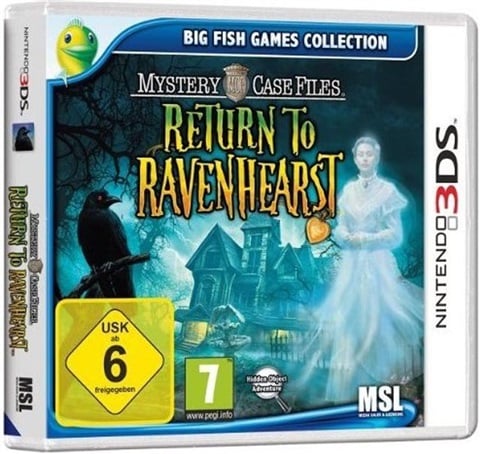 BIG FISH GAMES COLLECTION
MYSTERY MCF CASE FILES
RETURN TO
RAVENHEARST
NINTENDO 3DS
USK
ab
6
freigegeben
7
www.pegi.info
Hidden Object
Adventure
MSL
NINTENDO 3DS
MYSTERY CASE FILES
RETURN TO RAVENHEARST
MSL